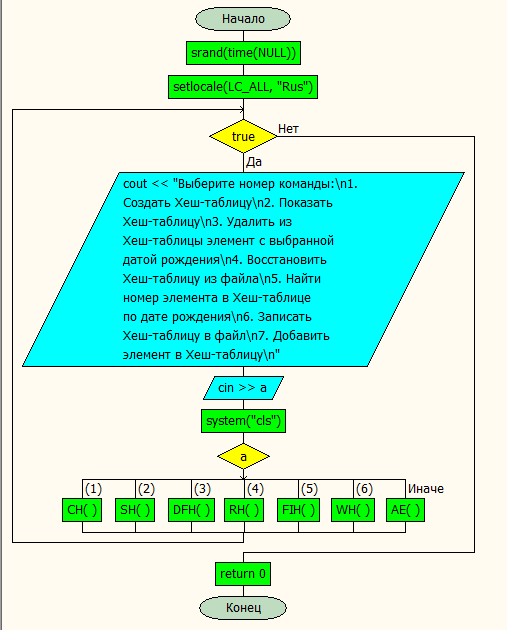 Начало
srand(time(NULL))
setlocale(LC_ALL, "Rus")
true
Нет
Да
cout << "Выберите номер команды:\n1.
Создать Хеш-таблицу\n2. Показать
Хеш-таблицу\n3. Удалить из
Хеш-таблицы элемент с выбранной
датой рождения\n4. Восстановить
Хеш-таблицу из файла\n5. Найти
номер элемента в Хеш-таблице
по дате рождения\n6. Записать
Хеш-таблицу в файл\n7. Добавить
элемент в Хеш-таблицу\n"
cin >> a
system("cls")
a
(1) (2) (3) (4) (5) (6) Иначе
CH( ) SH( ) DFH( ) RH( ) FIH( ) WH( ) AE( )
return 0
Конец